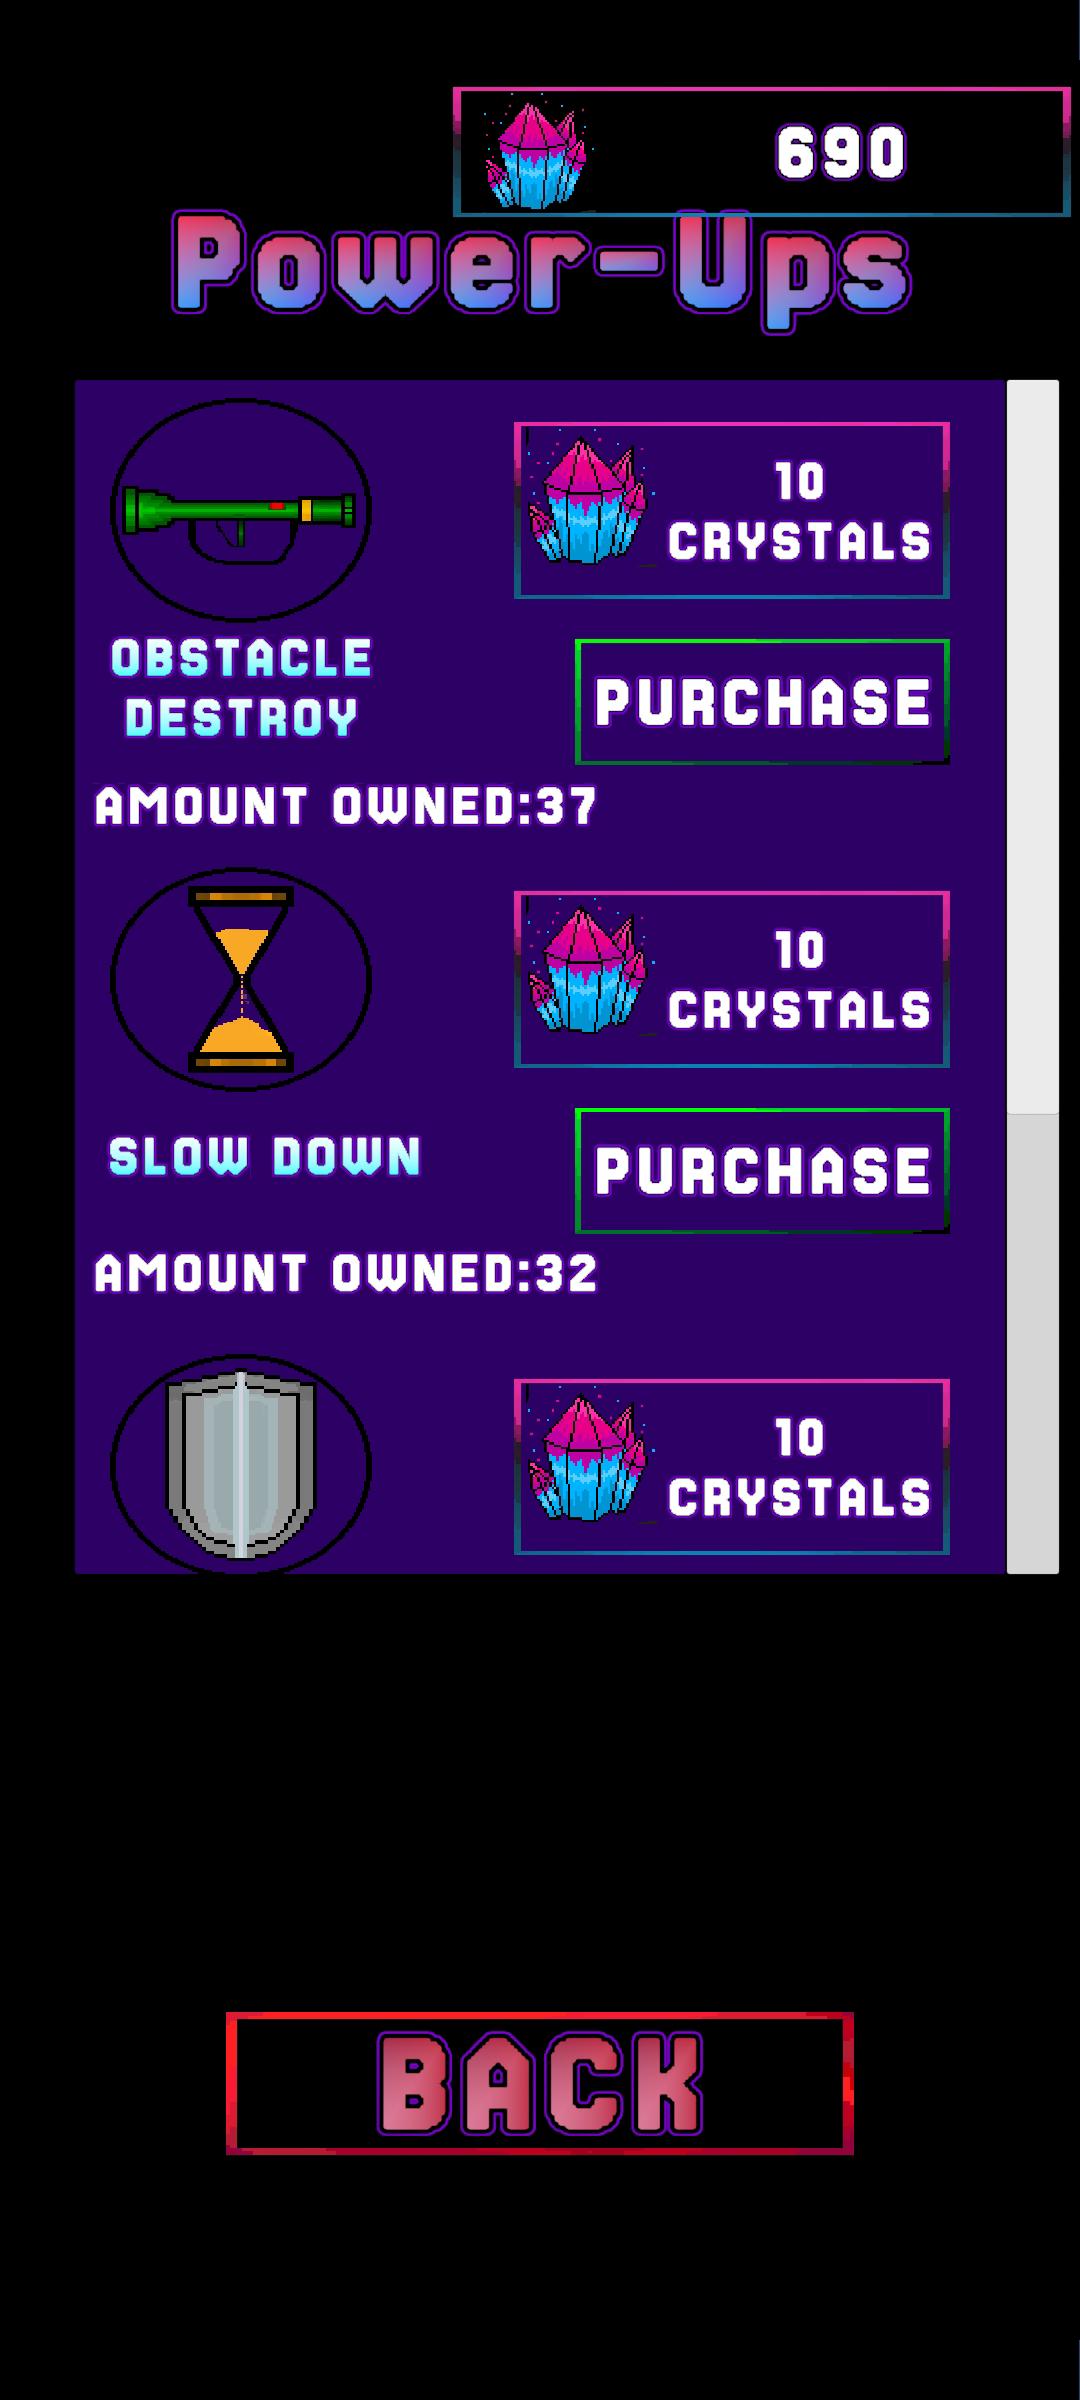 690
Power-Ups
10
CRYSTALS
OBSTACLE
DESTROY
PURCHASE
AMOUNT OWNED:37
10
CRYSTALS
SLOW DOWN
PURCHASE
AMOUNT OWNED:32
10
CRYSTALS
BACK